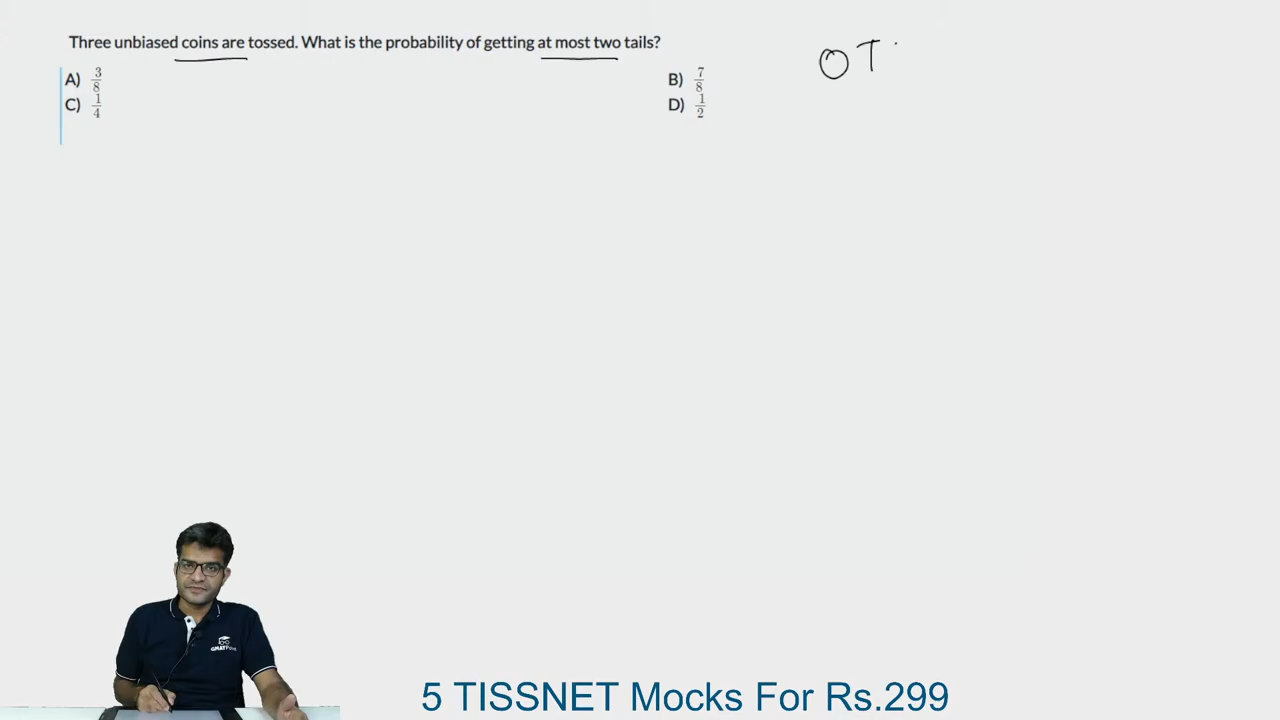 Three unbiased coins are tossed. What is the probability of getting at most two tails?
A) 3/8
B) 7/8
C) 1/4
D) 1/2
0 T
GMATPoint
5 TISSNET Mocks For Rs.299